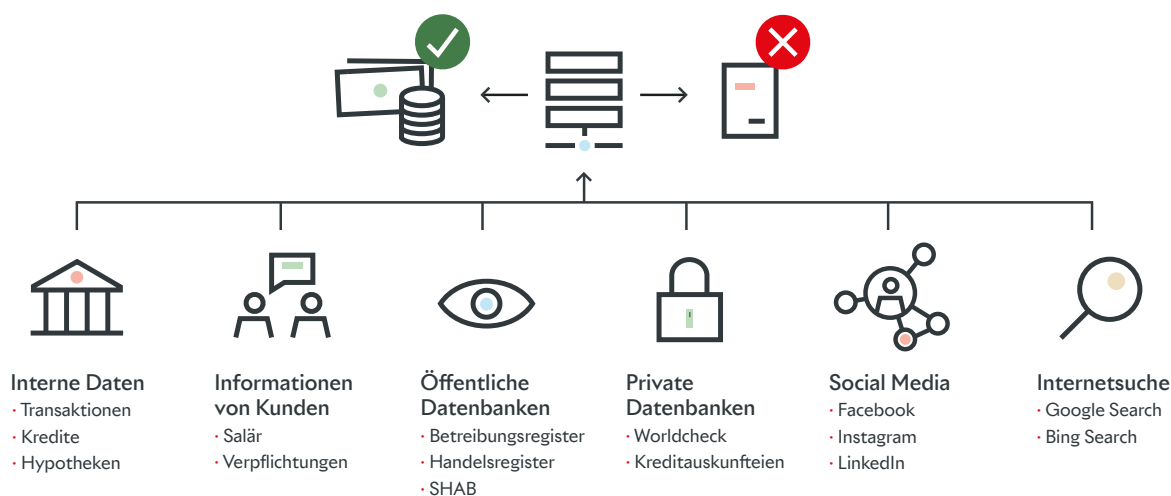 Interne Daten
· Transaktionen
· Kredite
· Hypotheken
Informationen
von Kunden
· Salär
· Verpflichtungen
Öffentliche
Datenbanken
· Betreibungsregister
· Handelsregister
· SHAB
Private
Datenbanken
· Worldcheck
· Kreditauskunfteien
Social Media
· Facebook
· Instagram
· LinkedIn
Internetsuche
· Google Search
· Bing Search